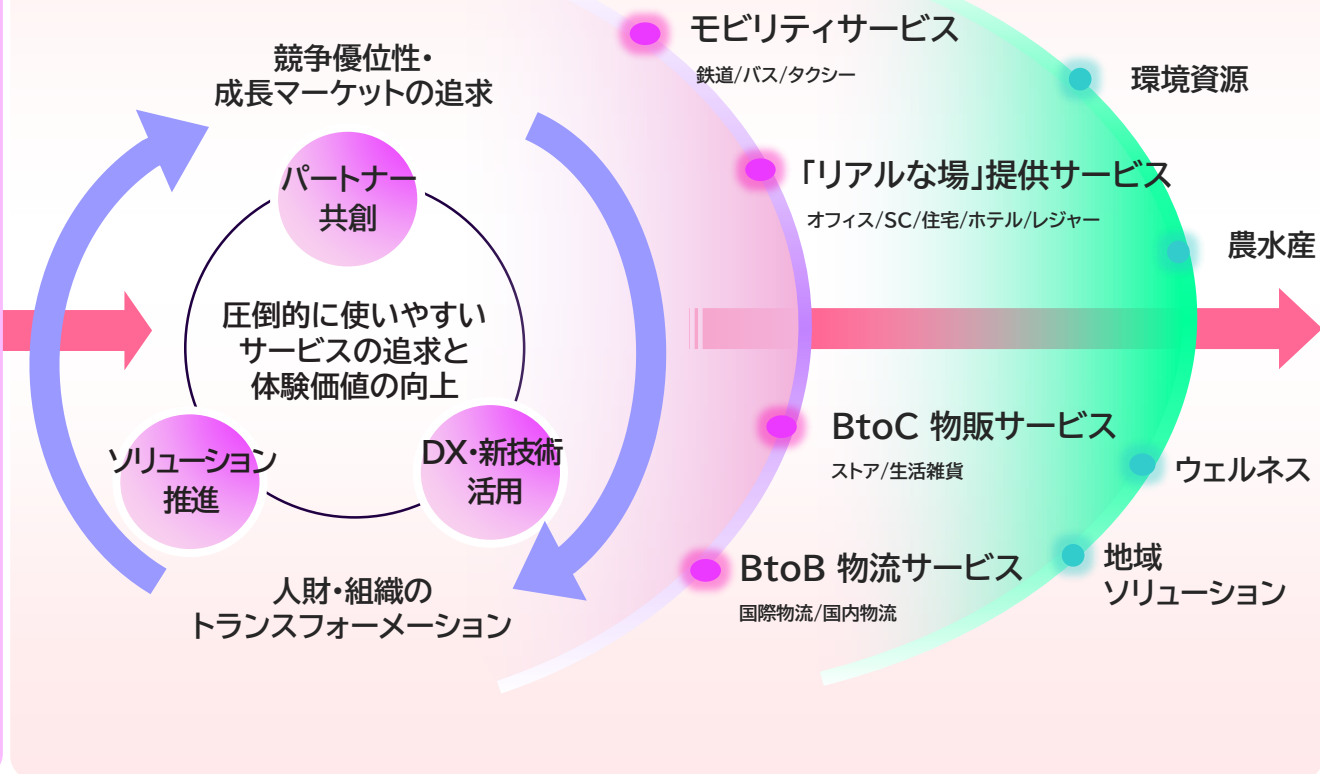 競争優位性・
成長マーケットの追求
パートナー
共創
圧倒的に使いやすい
サービスの追求と
体験価値の向上
ソリューション
推進
DX・新技術
活用
人財・組織の
トランスフォーメーション
モビリティサービス
鉄道/バス/タクシー
「リアルな場」提供サービス
オフィス/SC/住宅/ホテル/レジャー
BtoC 物販サービス
ストア/生活雑貨
BtoB 物流サービス
国際物流/国内物流
環境資源
農水産
ウェルネス
地域
ソリューション